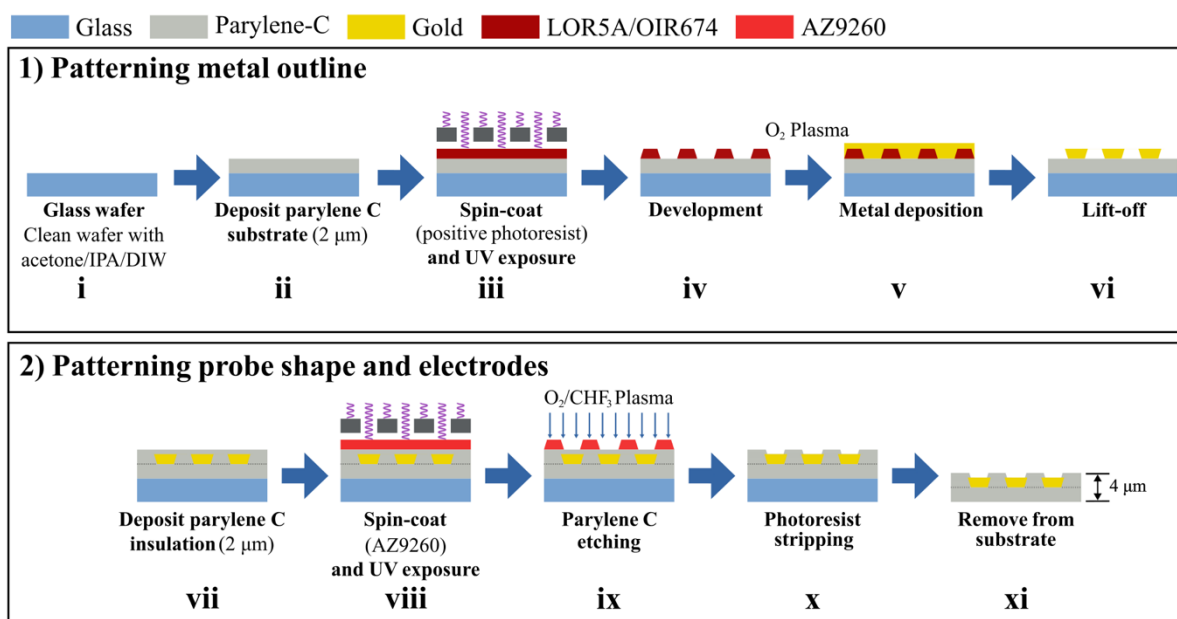 Glass Parylene-C Gold LOR5A/OIR674 AZ9260
1) Patterning metal outline
O₂ Plasma
Glass wafer
Clean wafer with
acetone/IPA/DIW
i
Deposit parylene C
substrate (2 μm)
ii
Spin-coat
(positive photoresist)
and UV exposure
iii
Development
iv
Metal deposition
v
Lift-off
vi
2) Patterning probe shape and electrodes
Deposit parylene C
insulation (2 μm)
vii
Spin-coat
(AZ9260)
and UV exposure
viii
O₂/CHF₃ Plasma
Parylene C
etching
ix
Photoresist
stripping
x
4 μm
Remove from
substrate
xi